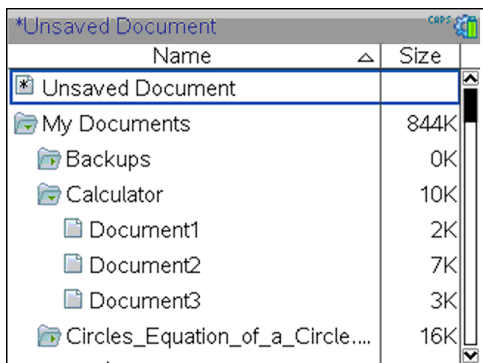 *Unsaved Document CAPS
Name Size
Unsaved Document
My Documents 844K
Backups 0K
Calculator 10K
Document1 2K
Document2 7K
Document3 3K
Circles_Equation_of_a_Circle.... 16K